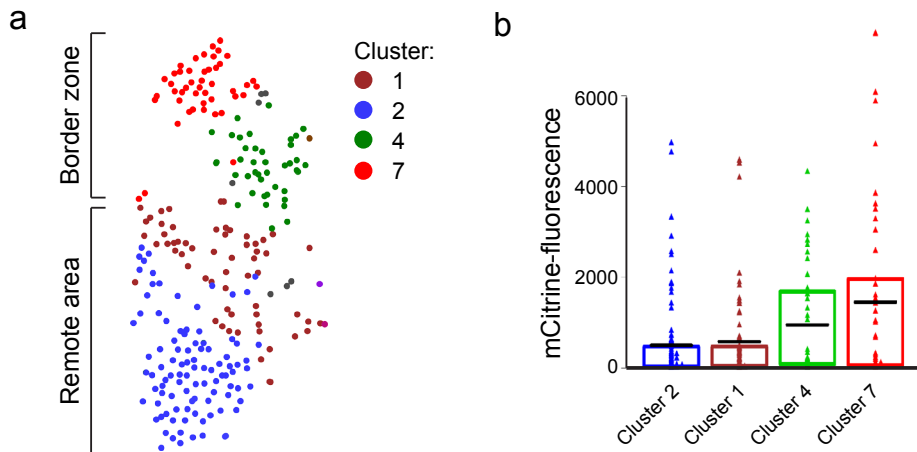 a
Border zone
Remote area
Cluster:
1
2
4
7
b
mCitrine-fluorescence
6000
4000
2000
0
Cluster 2
Cluster 1
Cluster 4
Cluster 7